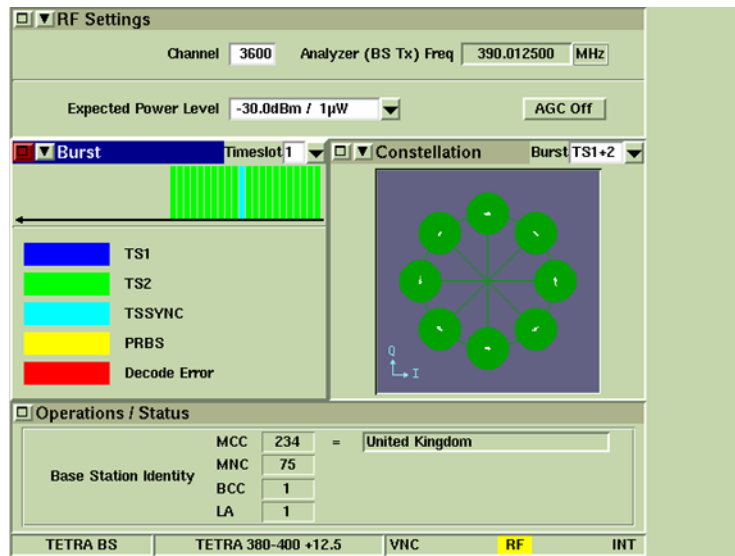 RF Settings
Channel 3600 Analyzer (BS Tx) Freq 390.012500 MHz
Expected Power Level -30.0dBm / 1µW AGC Off
Burst Timeslot 1
Constellation Burst TS1+2
TS1
TS2
TSSYNC
PRBS
Decode Error
Q
I
Operations / Status
MCC 234 = United Kingdom
Base Station Identity
MNC 75
BCC 1
LA 1
TETRA BS TETRA 380-400 +12.5 VNC RF INT